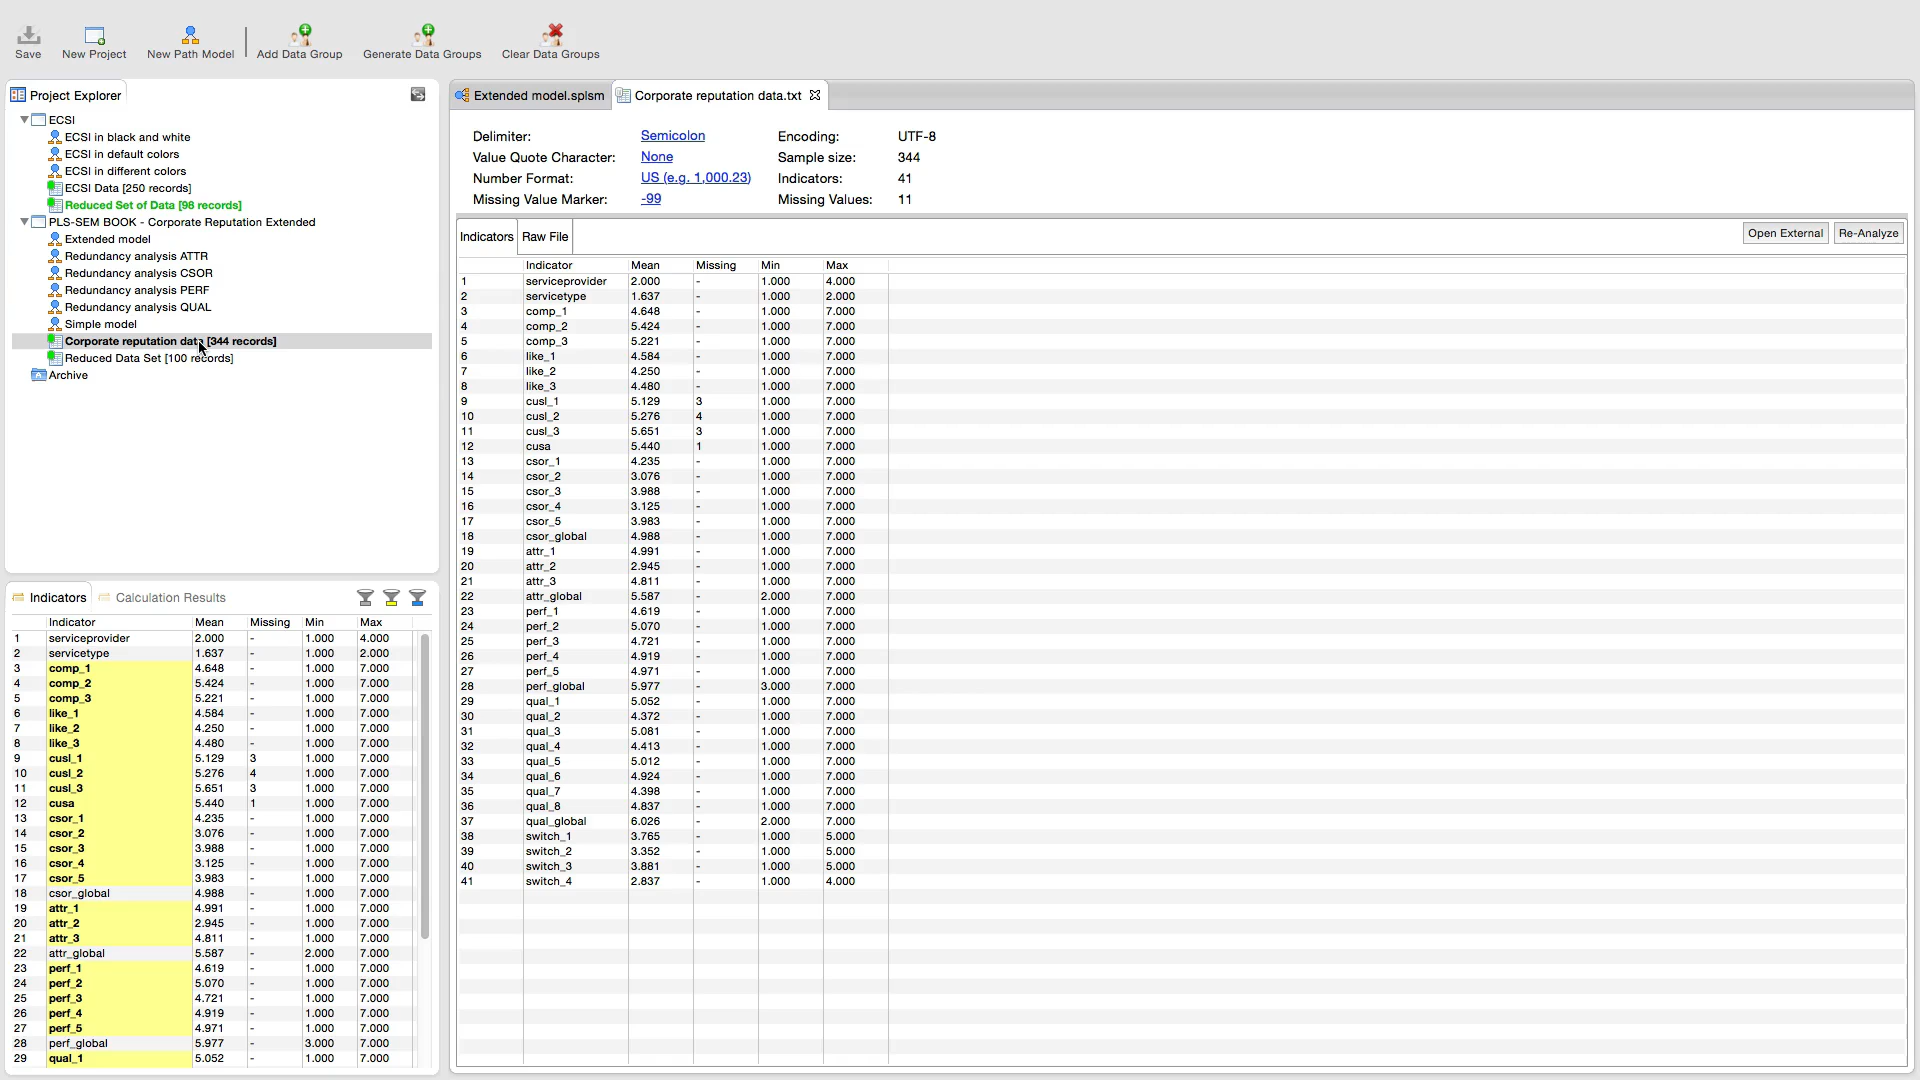 Save New Project New Path Model Add Data Group Generate Data Groups Clear Data Groups
Project Explorer
ECSI
ECSI in black and white
ECSI in default colors
ECSI in different colors
ECSI Data [250 records]
Reduced Set of Data [98 records]
PLS-SEM BOOK - Corporate Reputation Extended
Extended model
Redundancy analysis ATTR
Redundancy analysis CSOR
Redundancy analysis PERF
Redundancy analysis QUAL
Simple model
Corporate reputation data [344 records]
Reduced Data Set [100 records]
Archive
Indicators Calculation Results
Indicator Mean Missing Min Max
1 serviceprovider 2.000 - 1.000 4.000
2 servicetype 1.637 - 1.000 2.000
3 comp_1 4.648 - 1.000 7.000
4 comp_2 5.424 - 1.000 7.000
5 comp_3 5.221 - 1.000 7.000
6 like_1 4.584 - 1.000 7.000
7 like_2 4.250 - 1.000 7.000
8 like_3 4.480 - 1.000 7.000
9 cusl_1 5.129 3 1.000 7.000
10 cusl_2 5.276 4 1.000 7.000
11 cusl_3 5.651 3 1.000 7.000
12 cusa 5.440 1 1.000 7.000
13 csor_1 4.235 - 1.000 7.000
14 csor_2 3.076 - 1.000 7.000
15 csor_3 3.988 - 1.000 7.000
16 csor_4 3.125 - 1.000 7.000
17 csor_5 3.983 - 1.000 7.000
18 csor_global 4.988 - 1.000 7.000
19 attr_1 4.991 - 1.000 7.000
20 attr_2 2.945 - 1.000 7.000
21 attr_3 4.811 - 1.000 7.000
22 attr_global 5.587 - 2.000 7.000
23 perf_1 4.619 - 1.000 7.000
24 perf_2 5.070 - 1.000 7.000
25 perf_3 4.721 - 1.000 7.000
26 perf_4 4.919 - 1.000 7.000
27 perf_5 4.971 - 1.000 7.000
28 perf_global 5.977 - 3.000 7.000
29 qual_1 5.052 - 1.000 7.000
Extended model.splsm Corporate reputation data.txt
Delimiter: Semicolon Encoding: UTF-8
Value Quote Character: None Sample size: 344
Number Format: US (e.g. 1,000.23) Indicators: 41
Missing Value Marker: -99 Missing Values: 11
Indicators Raw File Open External Re-Analyze
Indicator Mean Missing Min Max
1 serviceprovider 2.000 - 1.000 4.000
2 servicetype 1.637 - 1.000 2.000
3 comp_1 4.648 - 1.000 7.000
4 comp_2 5.424 - 1.000 7.000
5 comp_3 5.221 - 1.000 7.000
6 like_1 4.584 - 1.000 7.000
7 like_2 4.250 - 1.000 7.000
8 like_3 4.480 - 1.000 7.000
9 cusl_1 5.129 3 1.000 7.000
10 cusl_2 5.276 4 1.000 7.000
11 cusl_3 5.651 3 1.000 7.000
12 cusa 5.440 1 1.000 7.000
13 csor_1 4.235 - 1.000 7.000
14 csor_2 3.076 - 1.000 7.000
15 csor_3 3.988 - 1.000 7.000
16 csor_4 3.125 - 1.000 7.000
17 csor_5 3.983 - 1.000 7.000
18 csor_global 4.988 - 1.000 7.000
19 attr_1 4.991 - 1.000 7.000
20 attr_2 2.945 - 1.000 7.000
21 attr_3 4.811 - 1.000 7.000
22 attr_global 5.587 - 2.000 7.000
23 perf_1 4.619 - 1.000 7.000
24 perf_2 5.070 - 1.000 7.000
25 perf_3 4.721 - 1.000 7.000
26 perf_4 4.919 - 1.000 7.000
27 perf_5 4.971 - 1.000 7.000
28 perf_global 5.977 - 3.000 7.000
29 qual_1 5.052 - 1.000 7.000
30 qual_2 4.372 - 1.000 7.000
31 qual_3 5.081 - 1.000 7.000
32 qual_4 4.413 - 1.000 7.000
33 qual_5 5.012 - 1.000 7.000
34 qual_6 4.924 - 1.000 7.000
35 qual_7 4.398 - 1.000 7.000
36 qual_8 4.837 - 1.000 7.000
37 qual_global 6.026 - 2.000 7.000
38 switch_1 3.765 - 1.000 5.000
39 switch_2 3.352 - 1.000 5.000
40 switch_3 3.881 - 1.000 5.000
41 switch_4 2.837 - 1.000 4.000